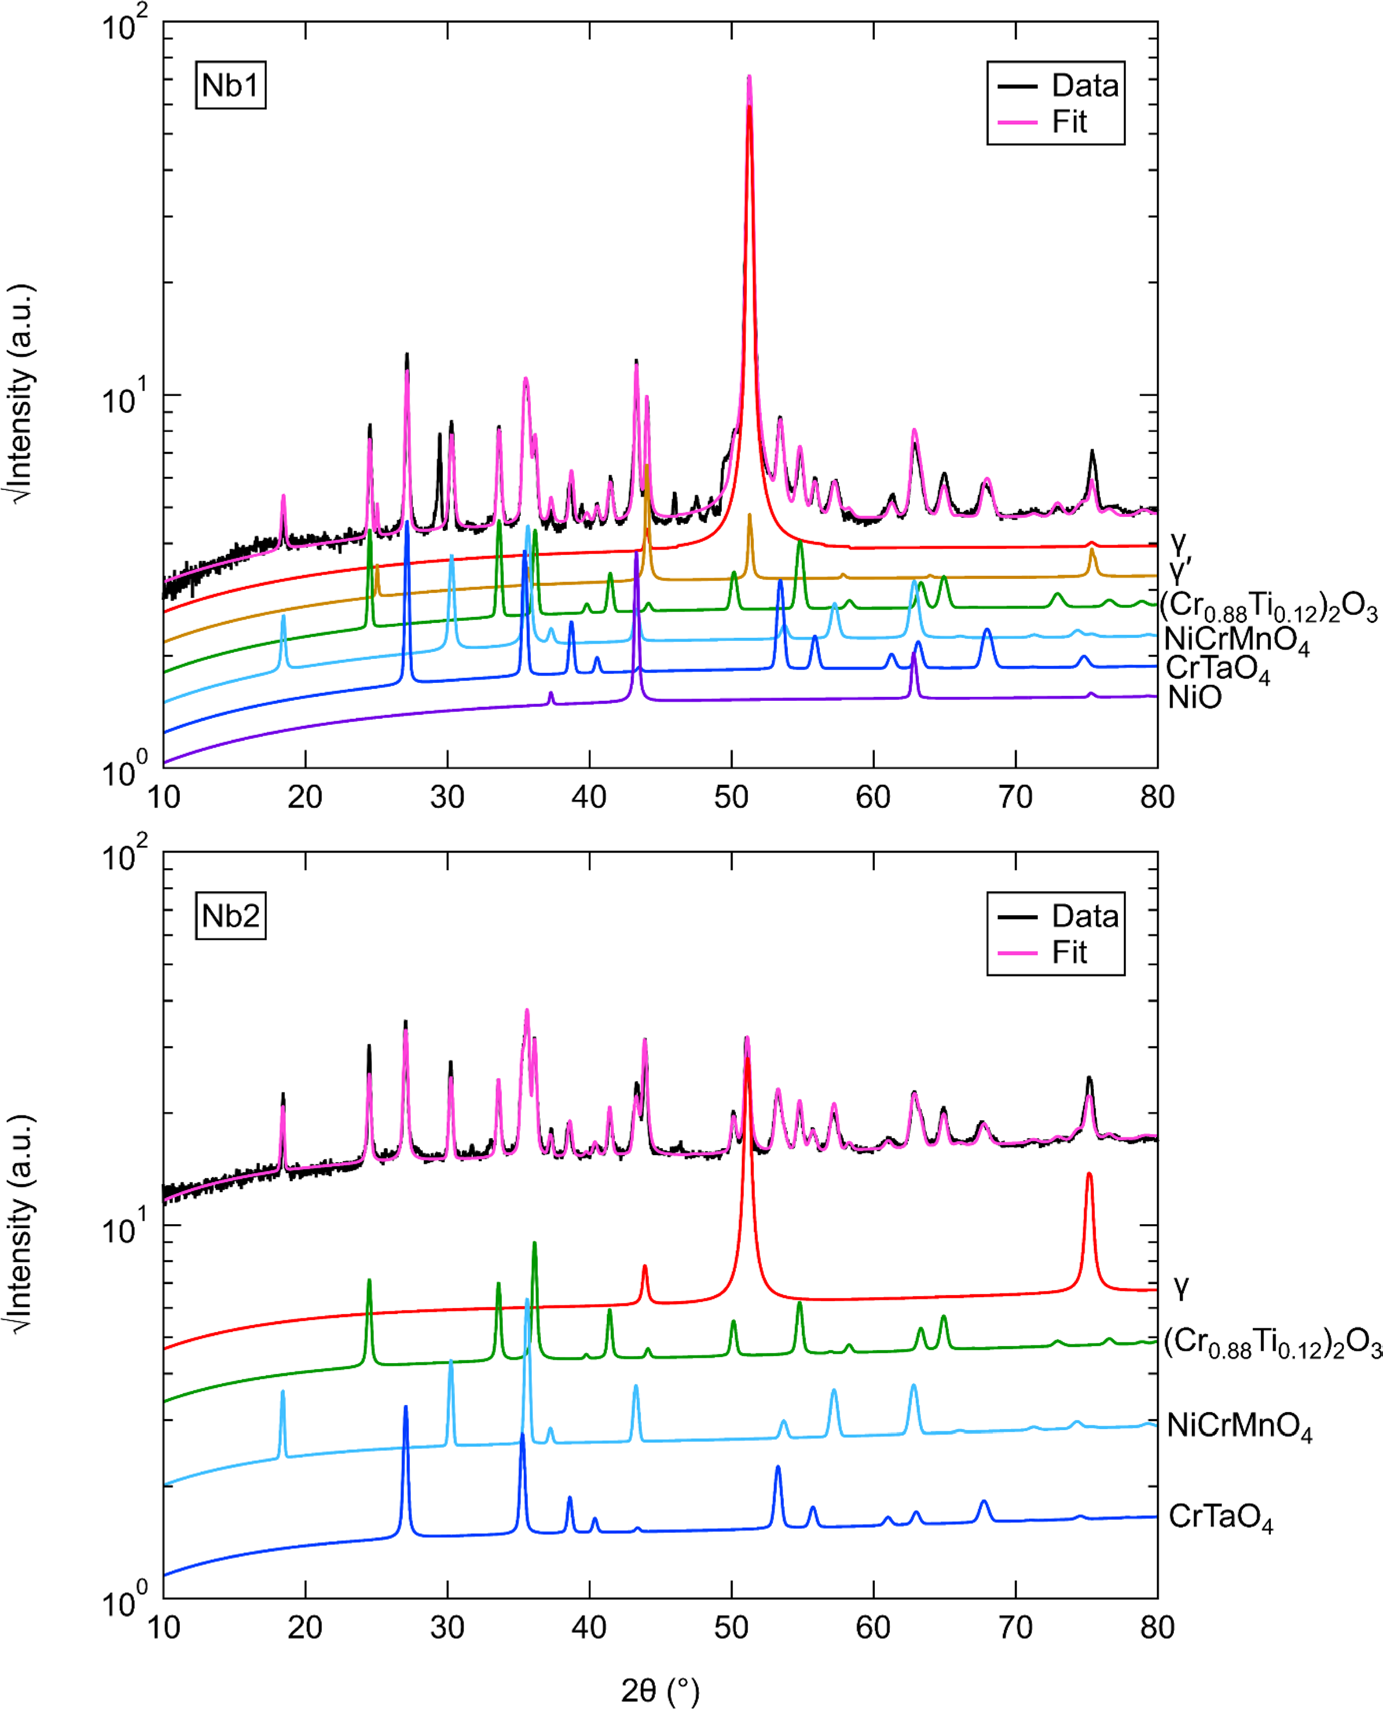 10²
Nb1
Data
Fit
√Intensity (a.u.)
10¹
γ
γ'
(Cr₀.₈₈Ti₀.₁₂)₂O₃
NiCrMnO₄
CrTaO₄
NiO
10⁰
10 20 30 40 50 60 70 80
10²
Nb2
Data
Fit
√Intensity (a.u.)
10¹
γ
(Cr₀.₈₈Ti₀.₁₂)₂O₃
NiCrMnO₄
CrTaO₄
10⁰
10 20 30 40 50 60 70 80
2θ (°)